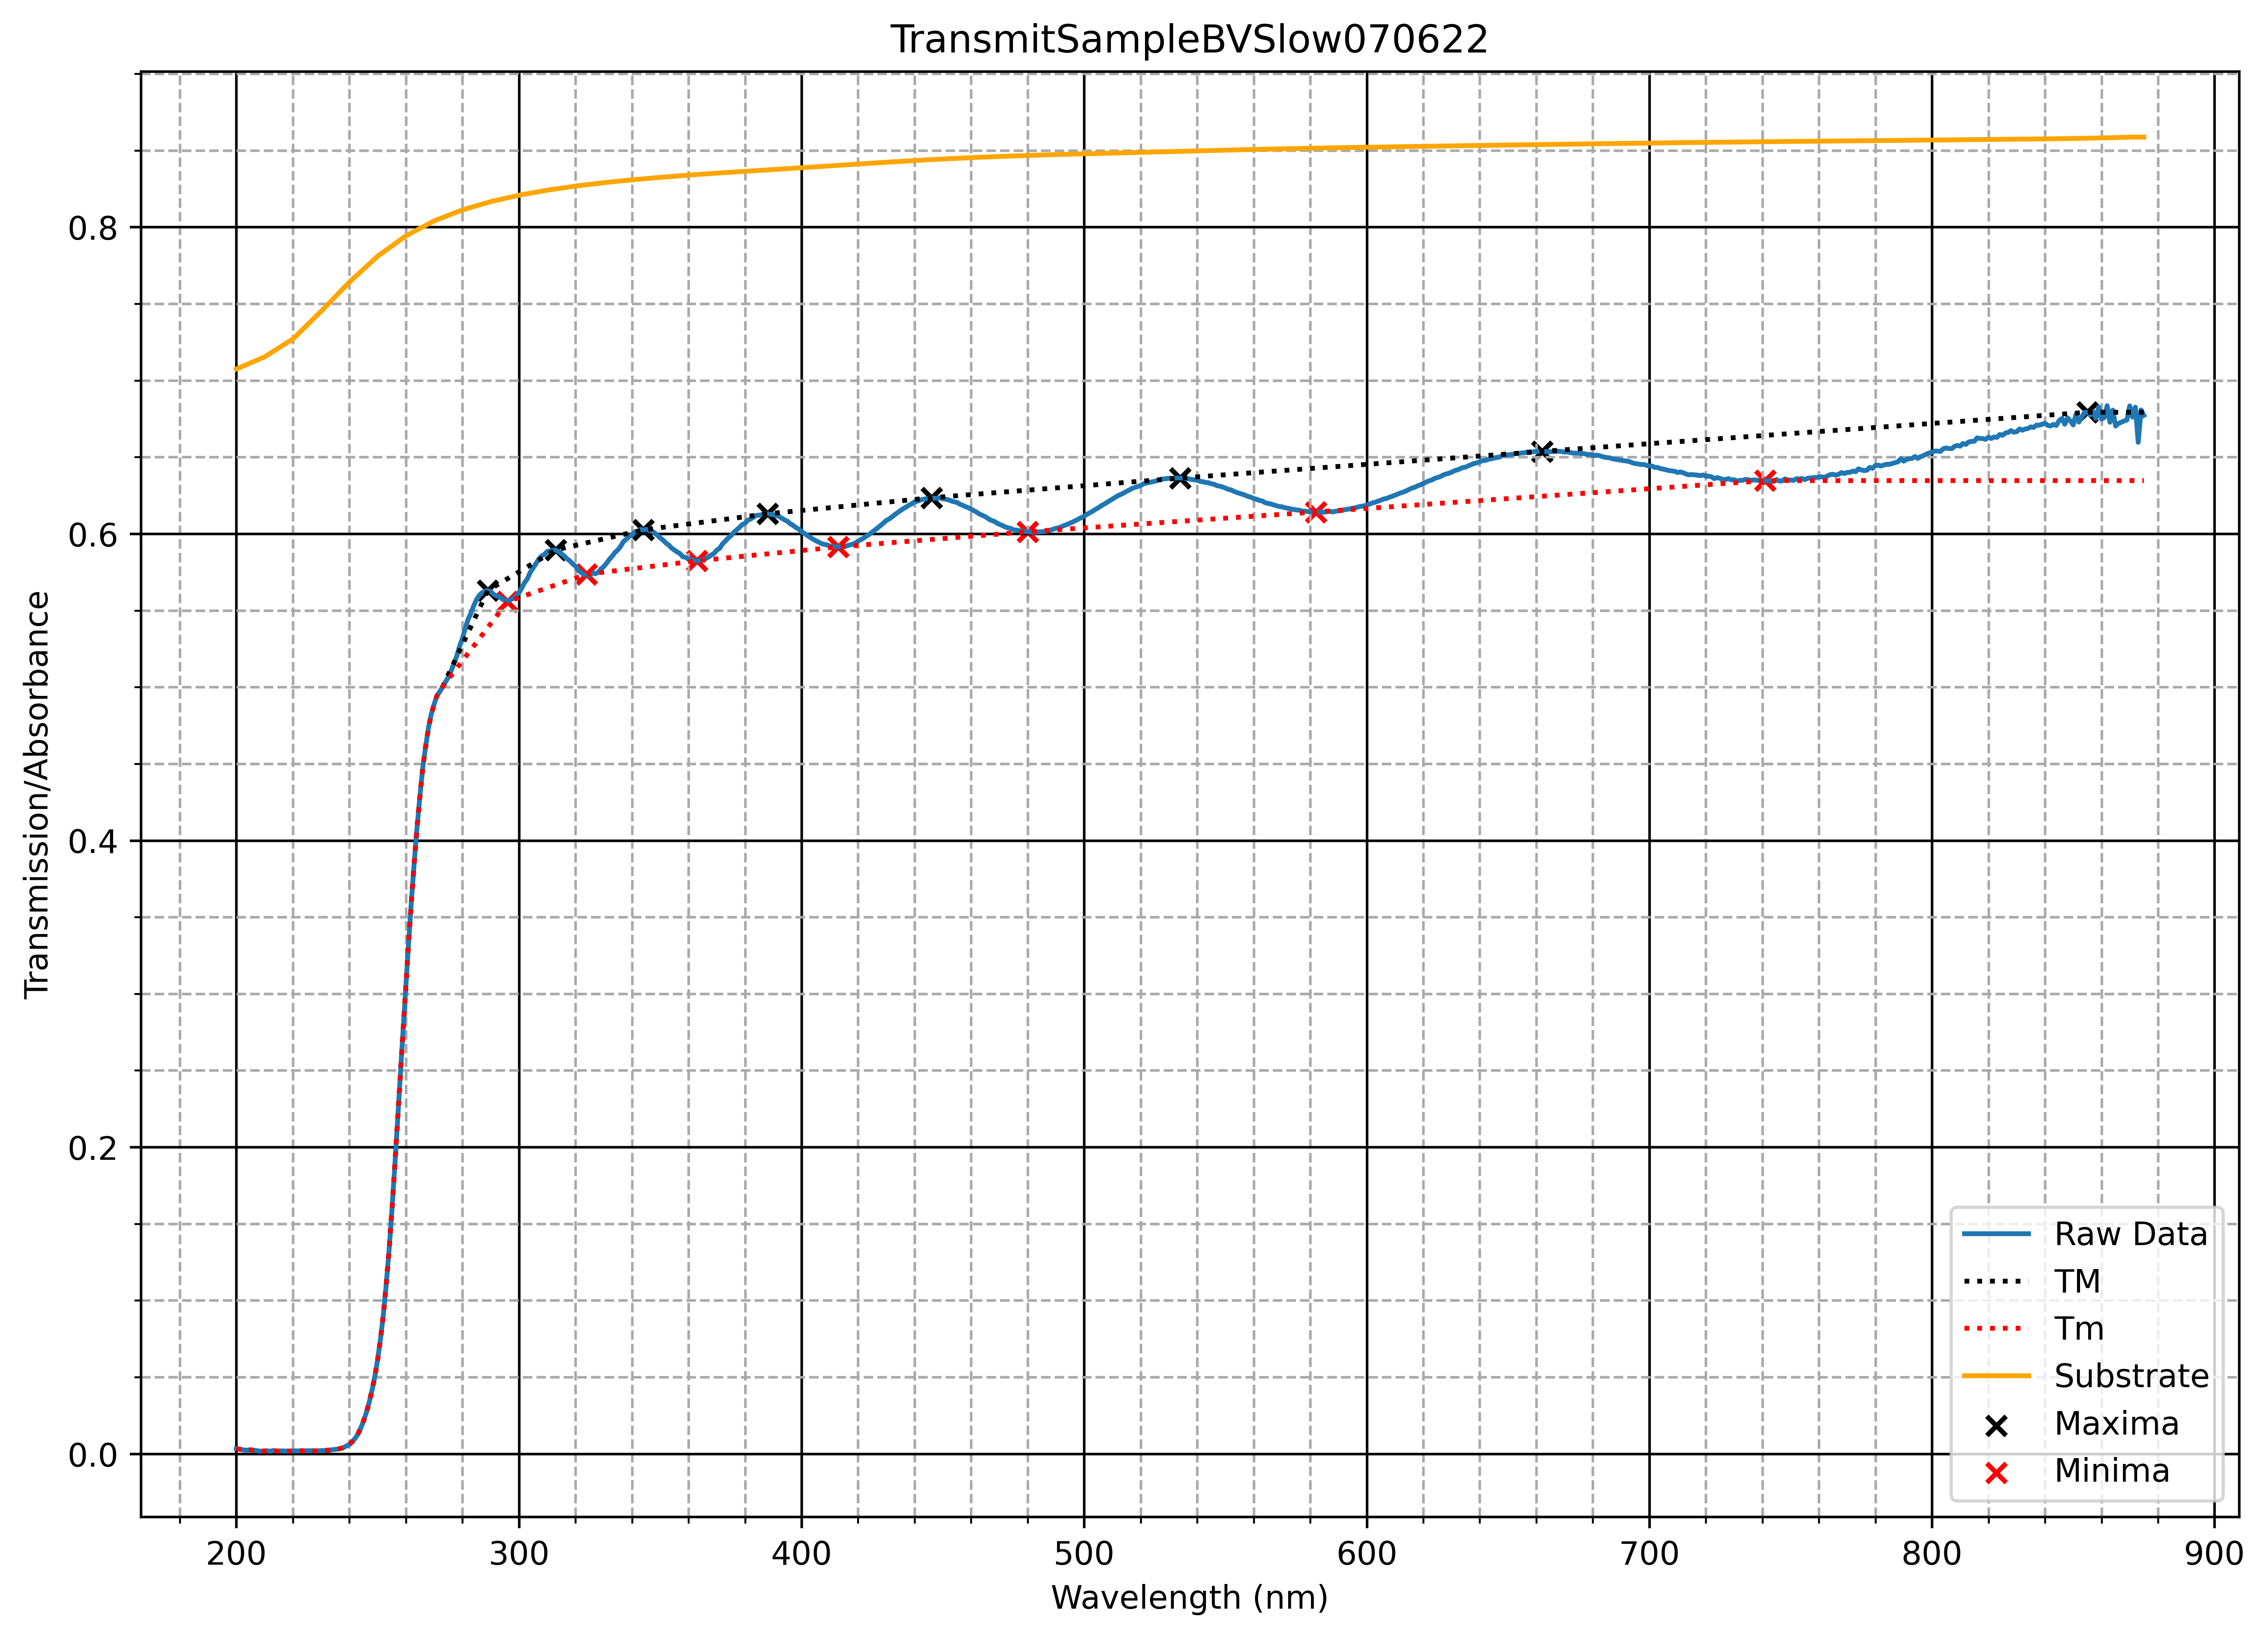 TransmitSampleBVSlow070622
Transmission/Absorbance
0.8
0.6
0.4
0.2
0.0
200 300 400 500 600 700 800 900
Wavelength (nm)
Raw Data
TM
Tm
Substrate
Maxima
Minima